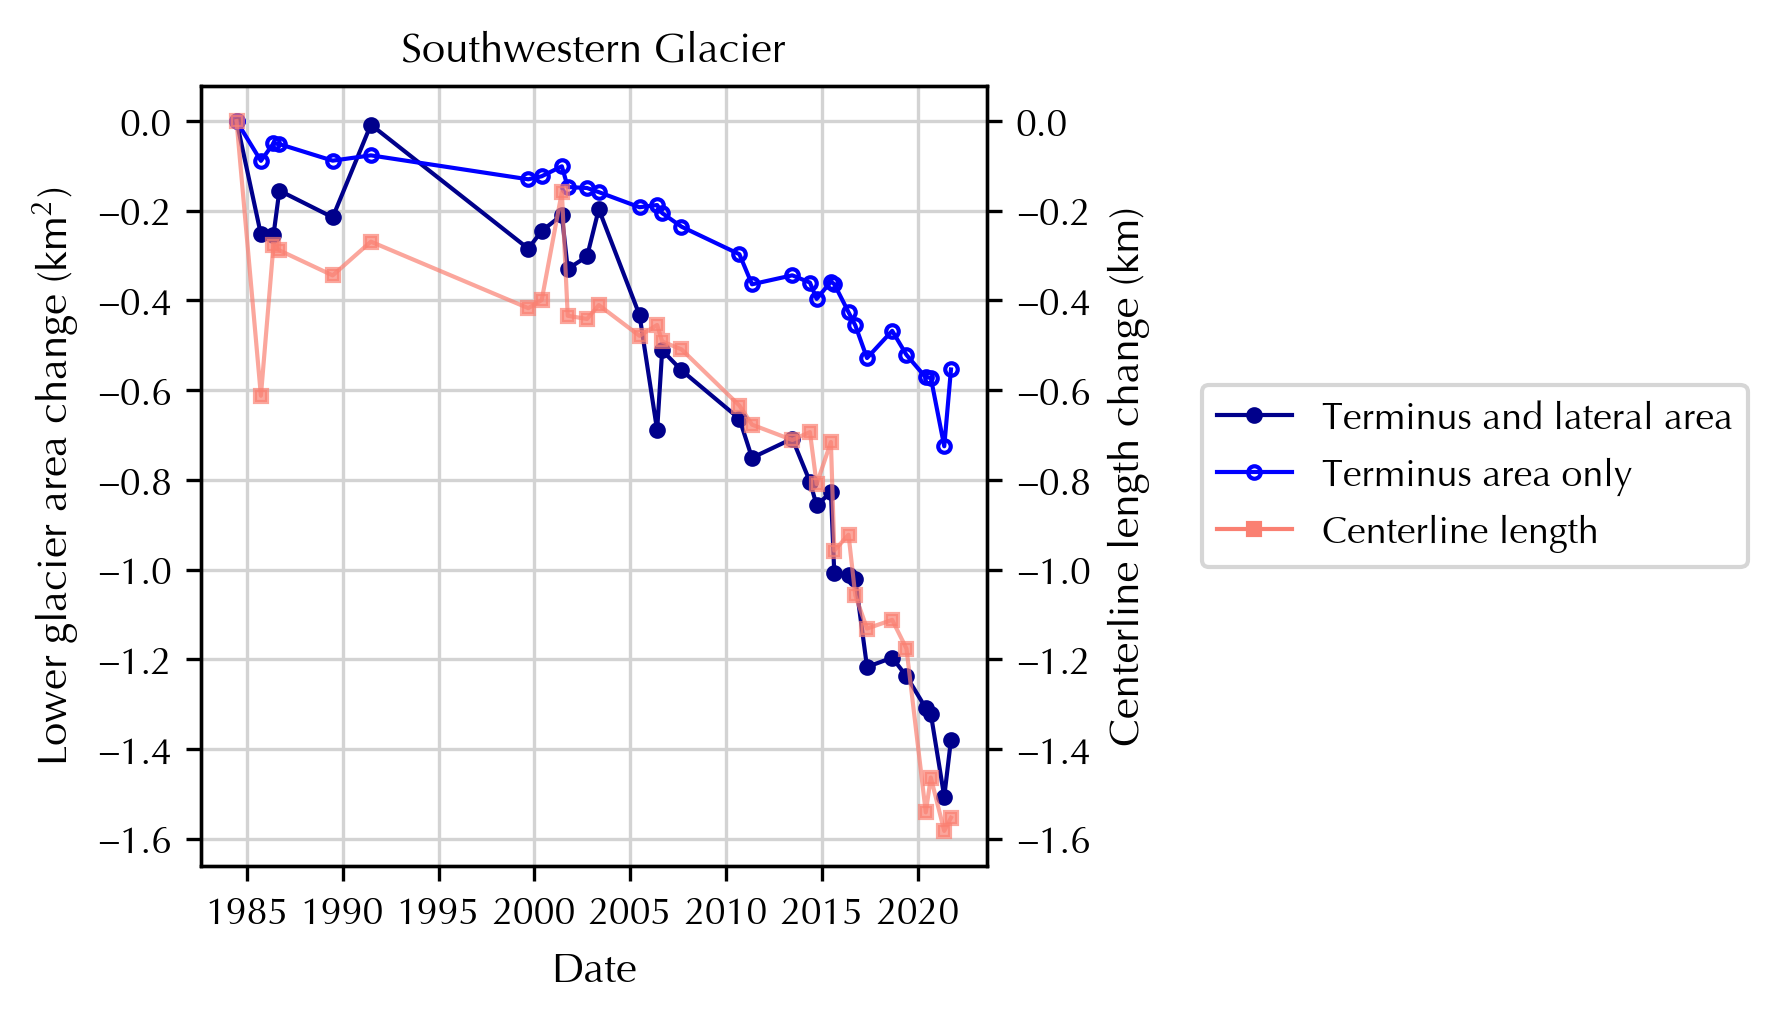 Southwestern Glacier
Lower glacier area change (km²)
0.0
−0.2
−0.4
−0.6
−0.8
−1.0
−1.2
−1.4
−1.6
0.0
−0.2
−0.4
−0.6
−0.8
−1.0
−1.2
−1.4
−1.6
Centerline length change (km)
1985 1990 1995 2000 2005 2010 2015 2020
Date
Terminus and lateral area
Terminus area only
Centerline length